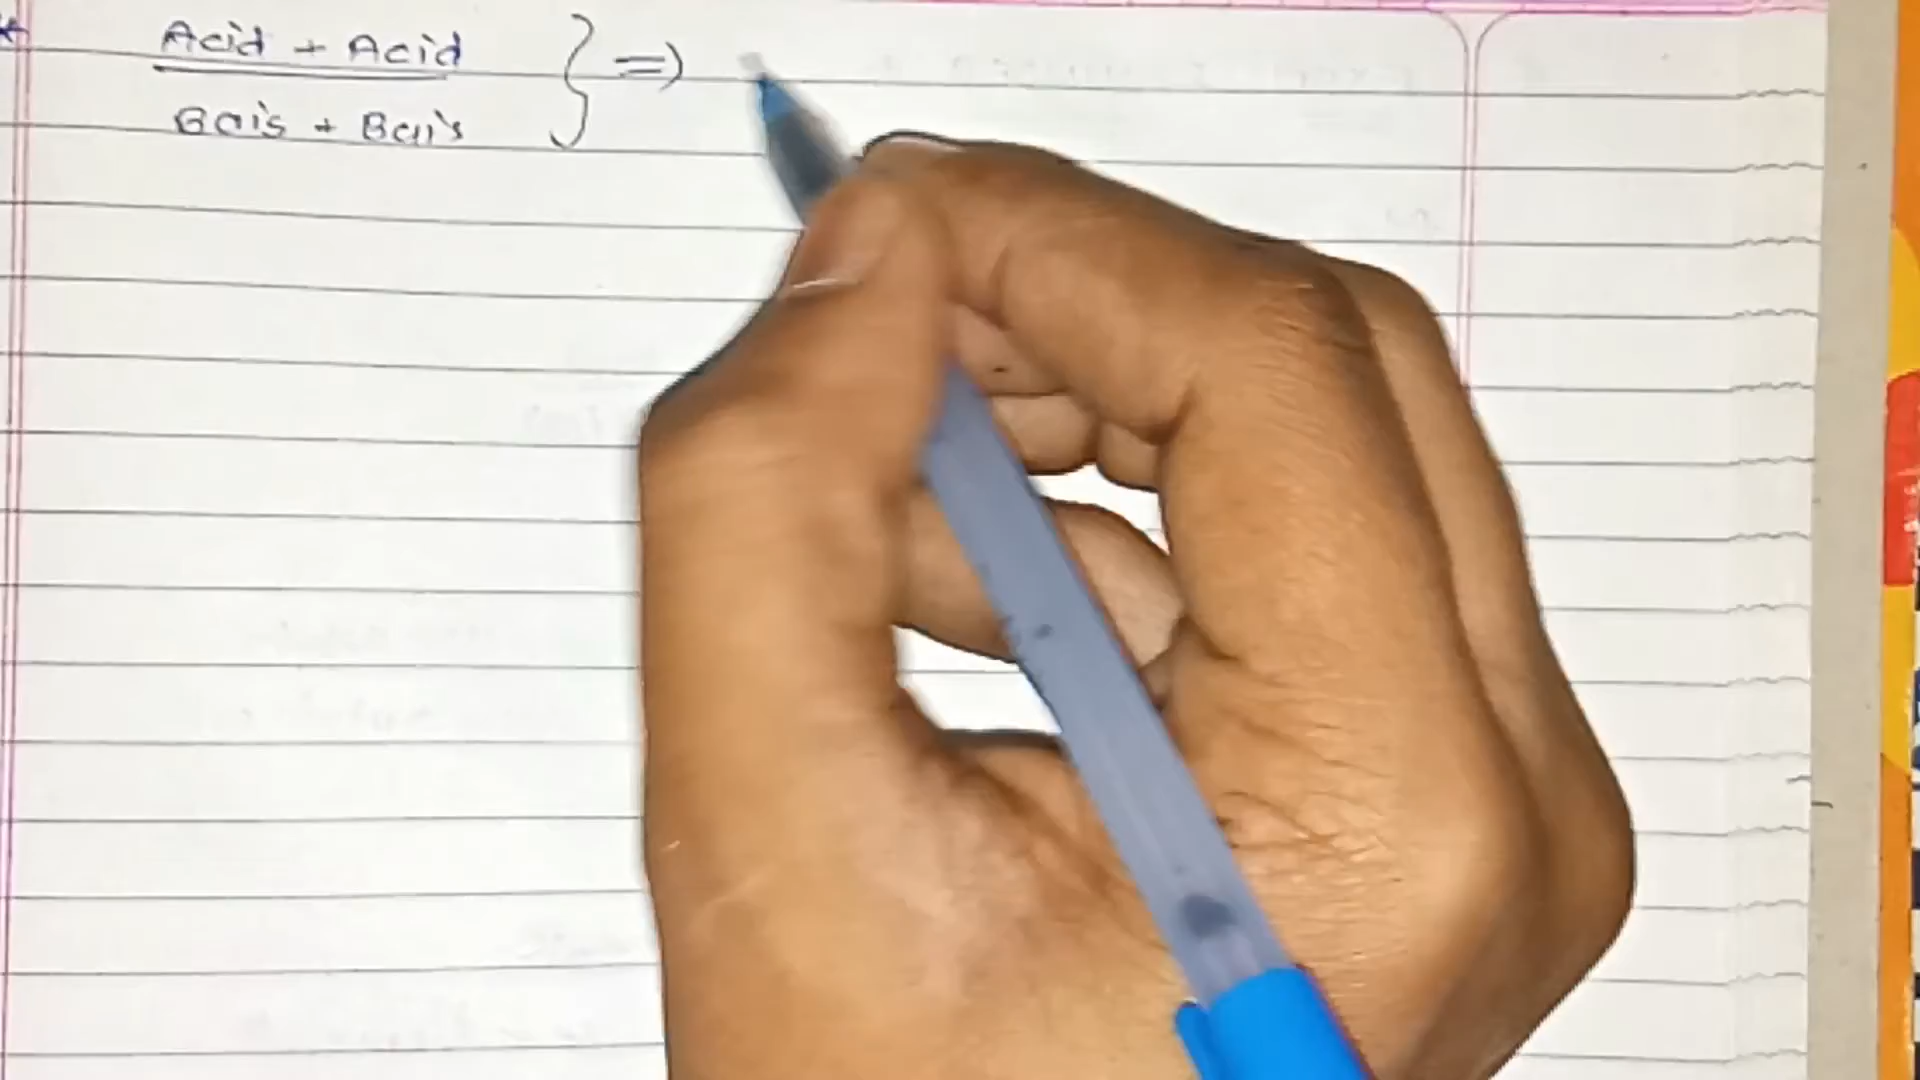 Acid + Acid } =>
Bais + Bais